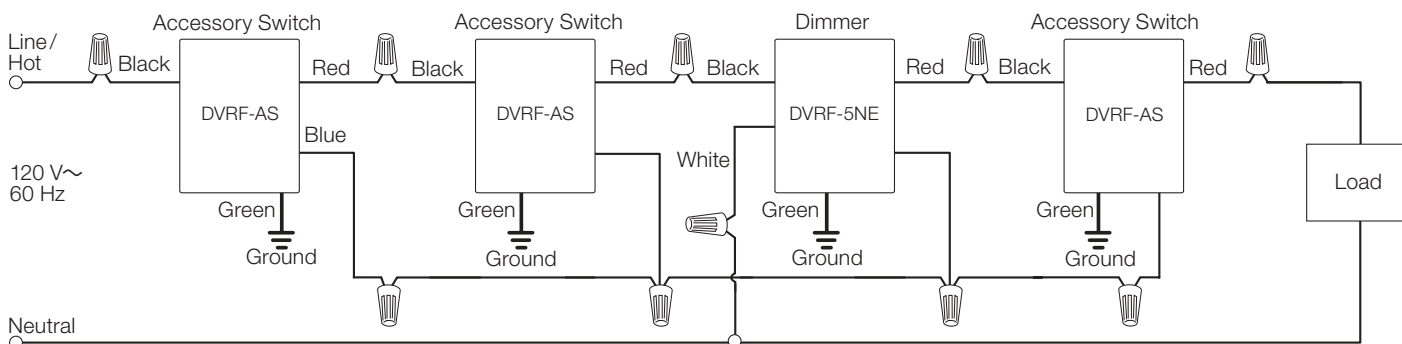 Accessory Switch
Accessory Switch
Dimmer
Accessory Switch
Line/
Hot
Black
Red
Black
Red
Black
Red
Black
Red
DVRF-AS
DVRF-AS
DVRF-5NE
DVRF-AS
Blue
White
120 V~
60 Hz
Load
Green
Green
Green
Green
Ground
Ground
Ground
Ground
Neutral